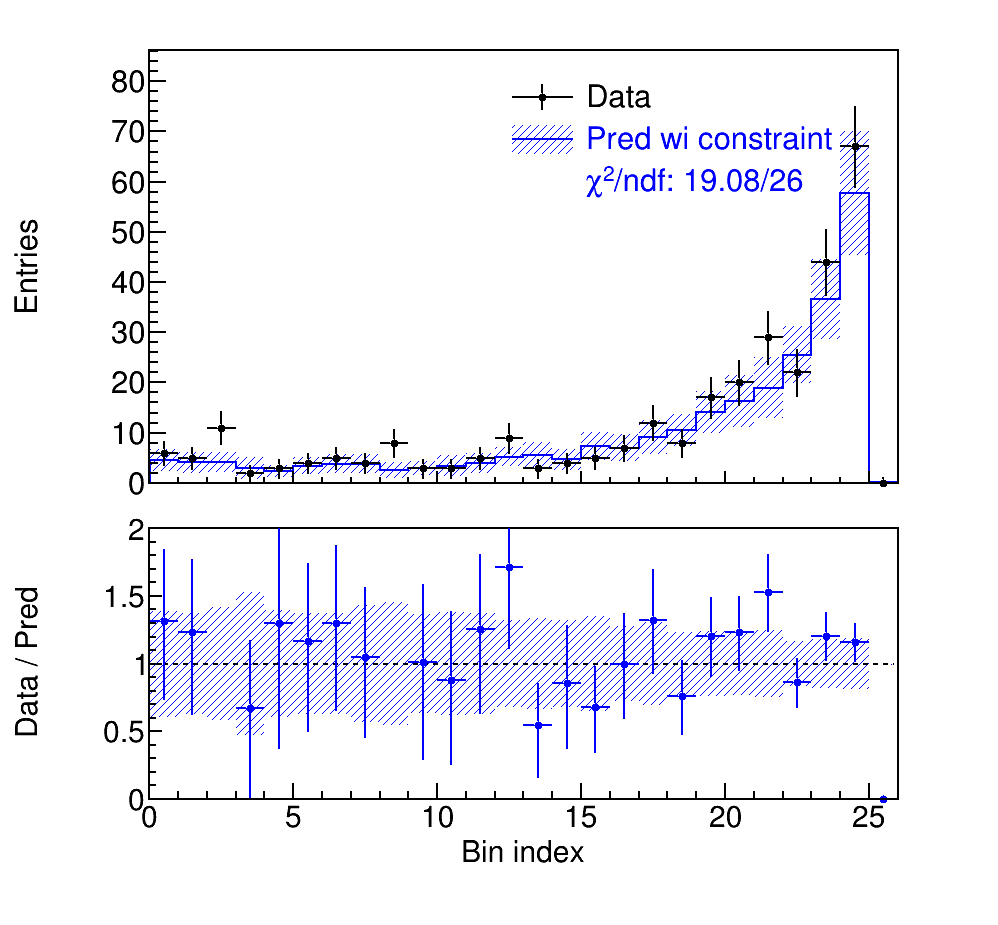 Entries
80
70
60
50
40
30
20
10
0
Data
Pred wi constraint
χ²/ndf: 19.08/26
Data / Pred
2
1.5
1
0.5
0
0 5 10 15 20 25
Bin index